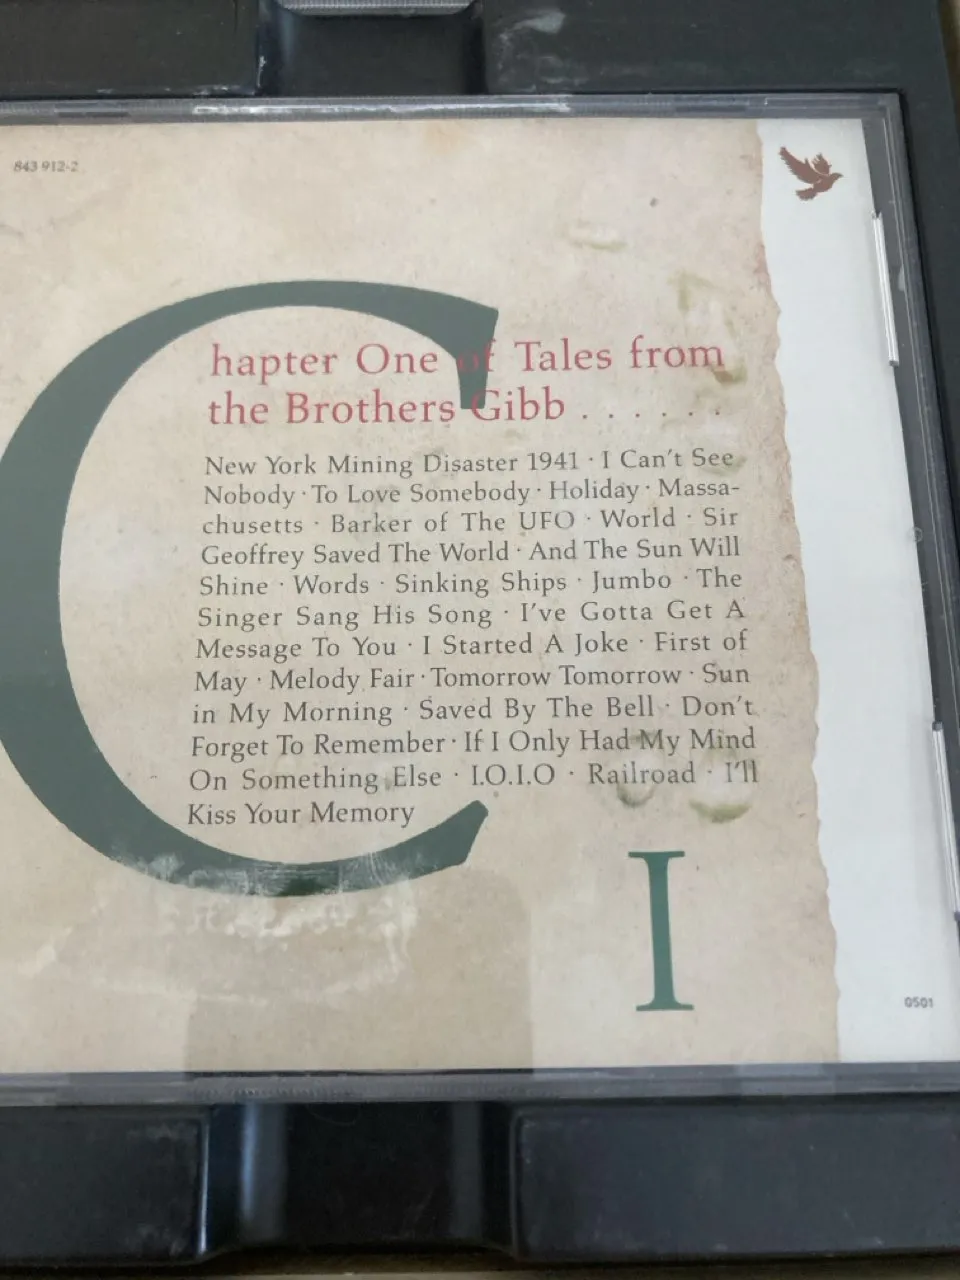 843 912-2
Chapter One of Tales from
the Brothers Gibb . . . . . .
New York Mining Disaster 1941 · I Can't See
Nobody · To Love Somebody · Holiday · Massa-
chusetts · Barker of The UFO · World · Sir
Geoffrey Saved The World · And The Sun Will
Shine · Words · Sinking Ships · Jumbo · The
Singer Sang His Song · I've Gotta Get A
Message To You · I Started A Joke · First of
May · Melody Fair · Tomorrow Tomorrow · Sun
in My Morning · Saved By The Bell · Don't
Forget To Remember · If I Only Had My Mind
On Something Else · I.O.I.O · Railroad · I'll
Kiss Your Memory
I
0501